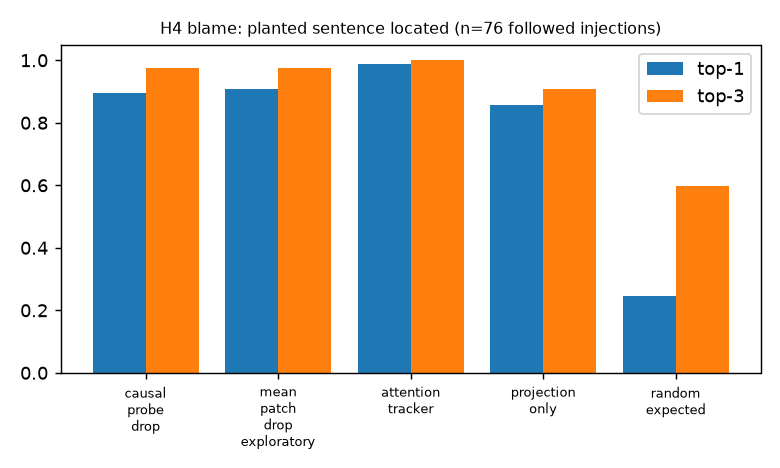 H4 blame: planted sentence located (n=76 followed injections)
top-1
top-3
1.0
0.8
0.6
0.4
0.2
0.0
causal
probe
drop
mean
patch
drop
exploratory
attention
tracker
projection
only
random
expected